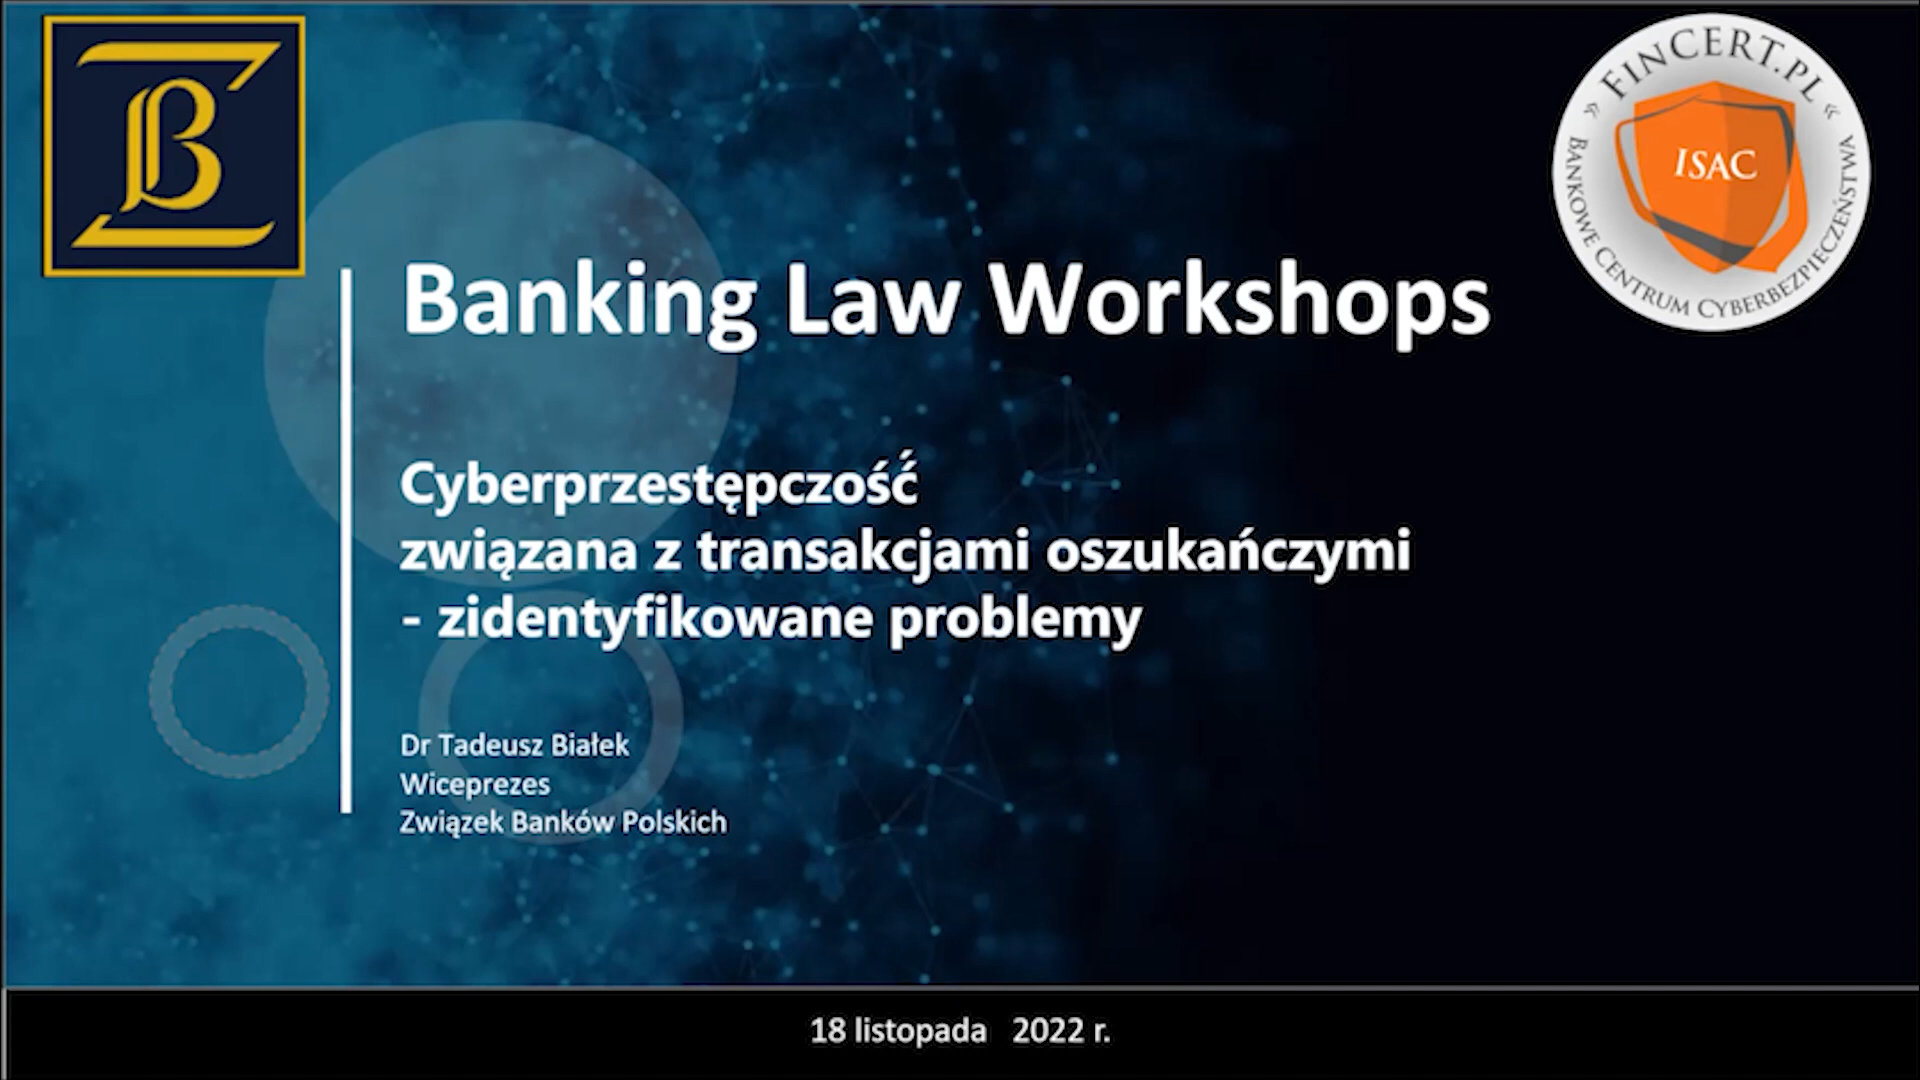 FINCERT.PL
ISAC
BANKOWE CENTRUM CYBERBEZPIECZEŃSTWA
Banking Law Workshops
Cyberprzestępczość
związana z transakcjami oszukańczymi
- zidentyfikowane problemy
Dr Tadeusz Białek
Wiceprezes
Związek Banków Polskich
18 listopada 2022 r.